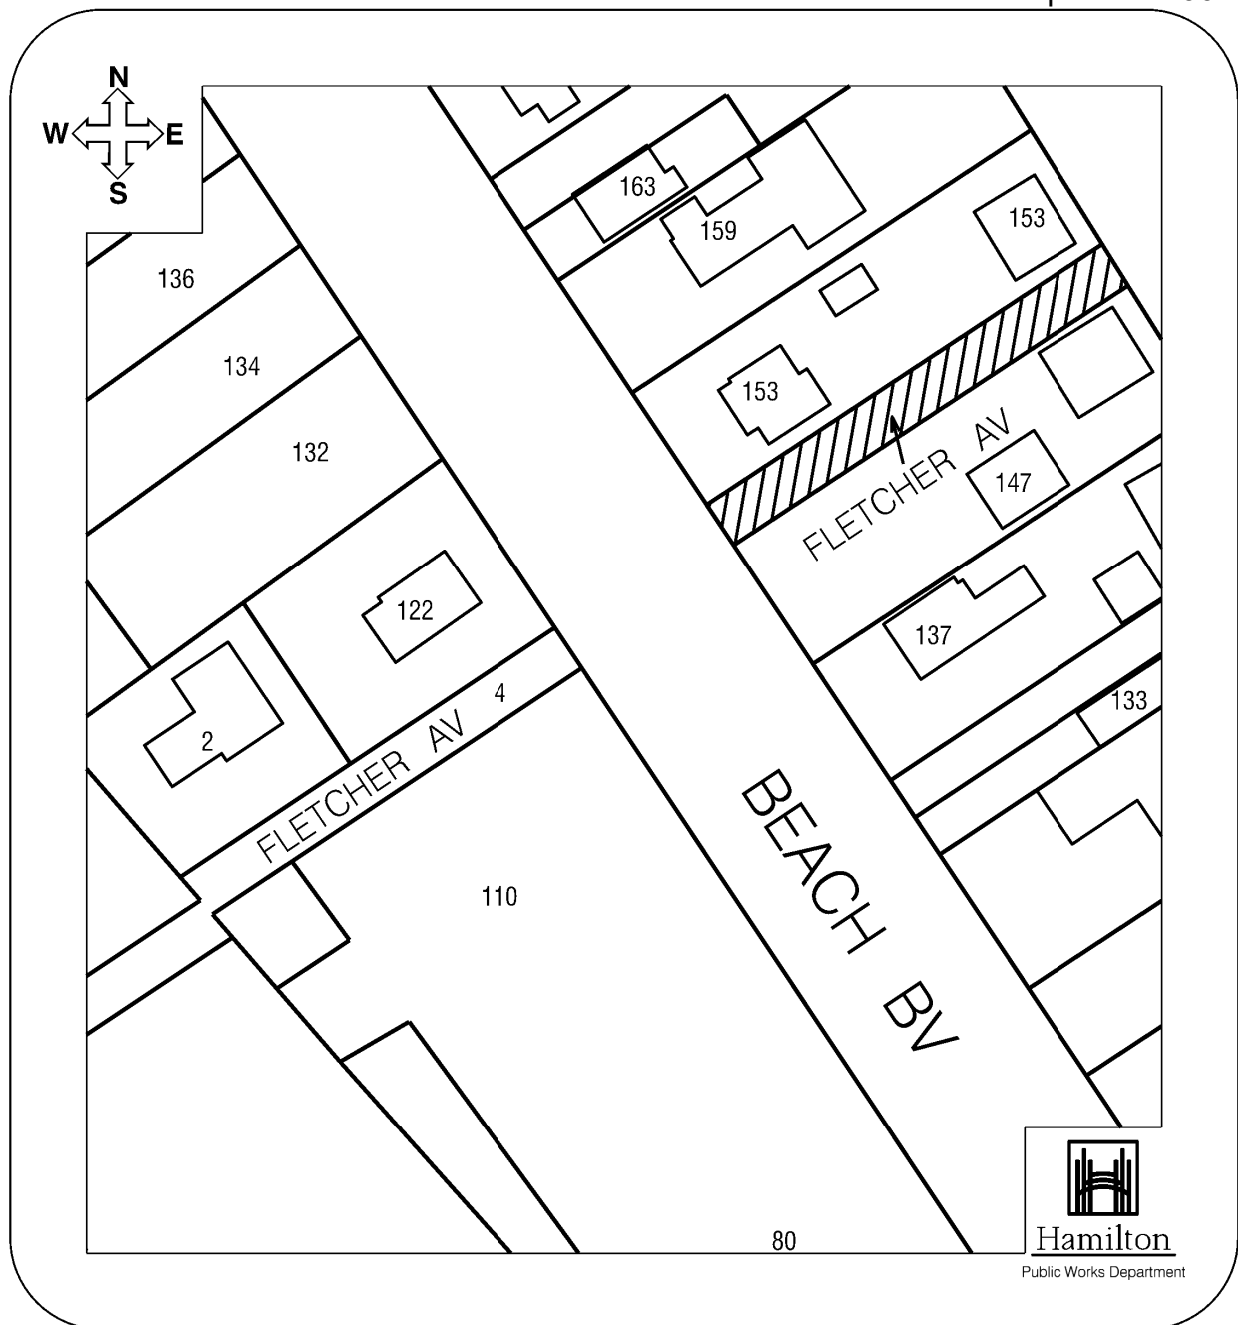 N
W E
S
163
159
153
136
134
153
132
FLETCHER AV
147
122
137
4
133
2
FLETCHER AV
BEACH BV
110
80
Hamilton
Public Works Department